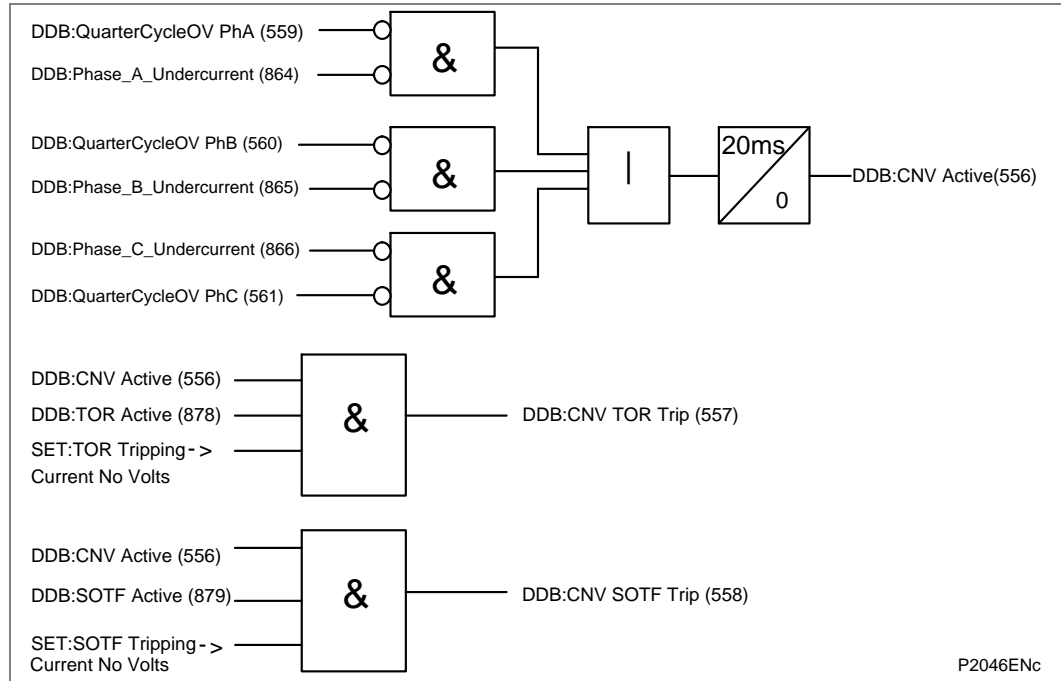 DDB:QuarterCycleOV PhA (559)
DDB:Phase_A_Undercurrent (864)
&
DDB:QuarterCycleOV PhB (560)
DDB:Phase_B_Undercurrent (865)
&
DDB:Phase_C_Undercurrent (866)
DDB:QuarterCycleOV PhC (561)
&
|
20ms
0
DDB:CNV Active(556)
DDB:CNV Active (556)
DDB:TOR Active (878)
SET:TOR Tripping->
Current No Volts
&
DDB:CNV TOR Trip (557)
DDB:CNV Active (556)
DDB:SOTF Active (879)
SET:SOTF Tripping->
Current No Volts
&
DDB:CNV SOTF Trip (558)
P2046ENc